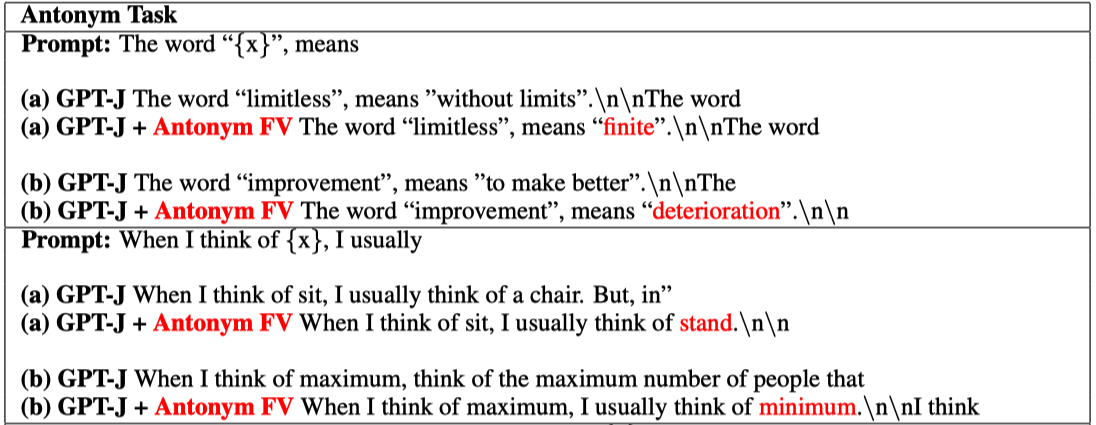 Antonym Task
Prompt: The word “{x}”, means
(a) GPT-J The word “limitless”, means ”without limits”.\n\nThe word
(a) GPT-J + Antonym FV The word “limitless”, means “finite”.\n\nThe word
(b) GPT-J The word “improvement”, means ”to make better”.\n\nThe
(b) GPT-J + Antonym FV The word “improvement”, means “deterioration”.\n\n
Prompt: When I think of {x}, I usually
(a) GPT-J When I think of sit, I usually think of a chair. But, in”
(a) GPT-J + Antonym FV When I think of sit, I usually think of stand.\n\n
(b) GPT-J When I think of maximum, think of the maximum number of people that
(b) GPT-J + Antonym FV When I think of maximum, I usually think of minimum.\n\nI think